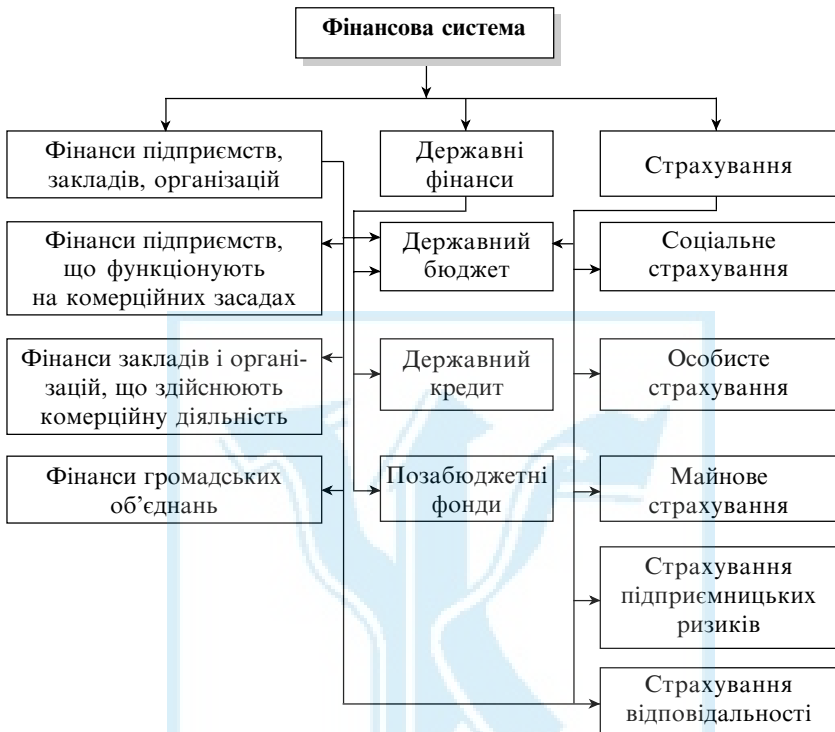 Фінансова система
Фінанси підприємств,
закладів, організацій
Державні
фінанси
Страхування
Фінанси підприємств,
що функціонують
на комерційних засадах
Державний
бюджет
Соціальне
страхування
Фінанси закладів і органі-
зацій, що здійснюють
комерційну діяльність
Державний
кредит
Особисте
страхування
Фінанси громадських
об’єднань
Позабюджетні
фонди
Майнове
страхування
Страхування
підприємницьких
ризиків
Страхування
відповідальності